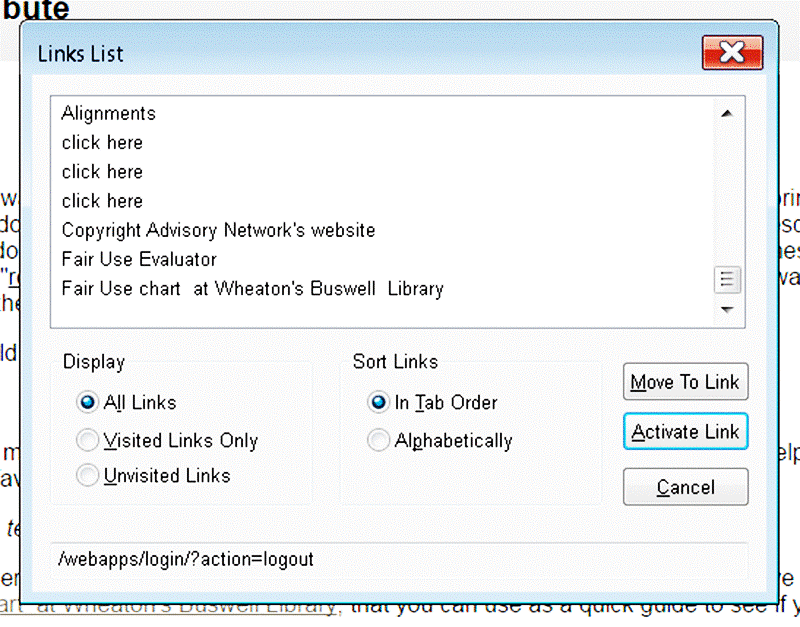 bute
Links List
Alignments
click here
click here
click here
Copyright Advisory Network's website
Fair Use Evaluator
Fair Use chart at Wheaton's Buswell Library
Display
All Links
Visited Links Only
Unvisited Links
Sort Links
In Tab Order
Alphabetically
Move To Link
Activate Link
Cancel
/webapps/login/?action=logout
art at Wheaton's Buswell Library, that you can use as a quick guide to see if y